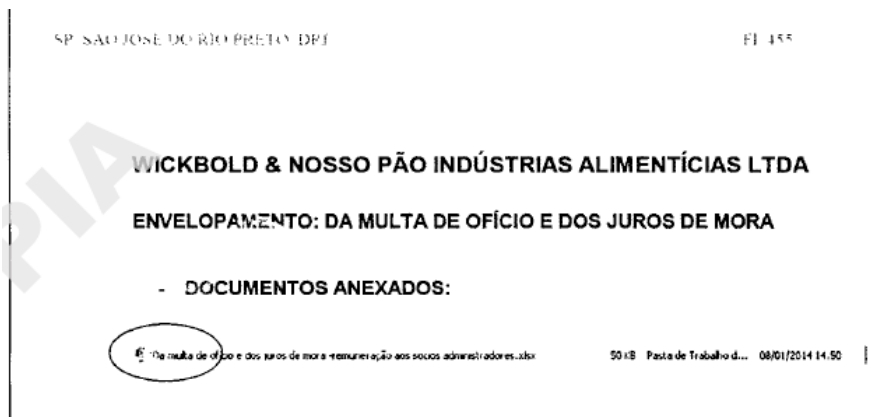 SP SAO JOSE DO RIO PRETO DRF Fl 455
PIA
WICKBOLD & NOSSO PÃO INDÚSTRIAS ALIMENTÍCIAS LTDA
ENVELOPAMENTO: DA MULTA DE OFÍCIO E DOS JUROS DE MORA
- DOCUMENTOS ANEXADOS:
Da multa de ofício e dos juros de mora -remuneração aos socios administradores.xlsx 50 KB Pasta de Trabalho d... 08/01/2014 14:50